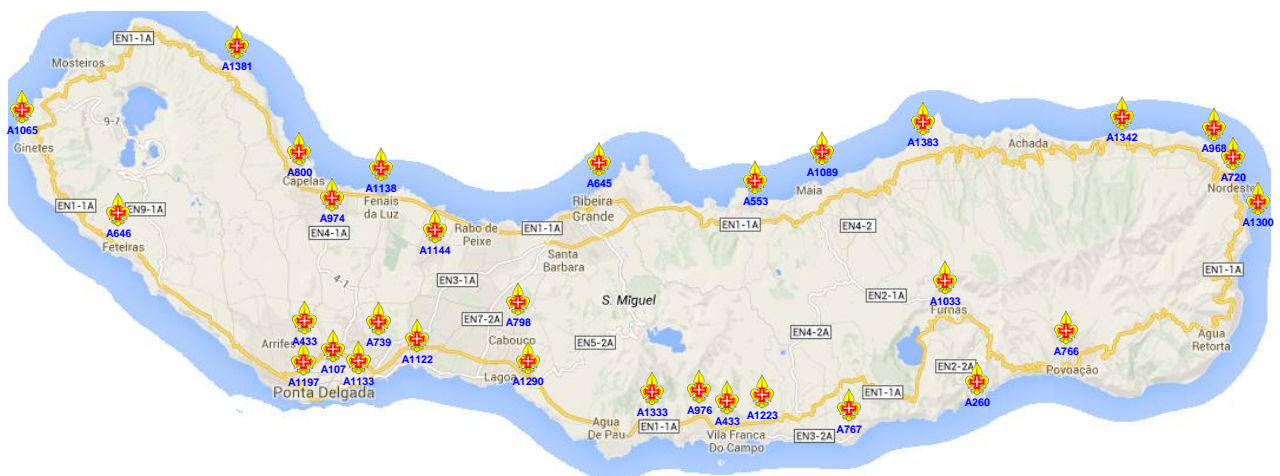 EN1-1A
A1381
Mosteiros
A1065
9-1
Ginetes
A800
Capelas
A1138
A645
A1089
A1383
Achada
A1342
A968
A720
Nordeste
A553
Maia
A974
Fenais
da Luz
Ribeira
Grande
A1300
EN1-1A
EN9-1A
A646
Feteiras
EN4-1A
A1144
Rabo de
Peixe
EN1-1A
EN1-1A
EN4-2
Santa
Barbara
4-1
EN3-1A
EN1-1A
S. Miguel
EN2-1A
A1033
Furnas
A798
EN7-2A
A433
Arrifes
A739
Cabouco
EN5-2A
EN4-2A
A766
Água
Retorta
A1122
A107
A1197
A1133
Ponta Delgada
Lagoa
A1290
EN2-2A
Povoação
A260
EN1-1A
A1333
A976
A433
A1223
A767
Agua
De Pau
EN1-1A
Vila Franca
Do Campo
EN3-2A